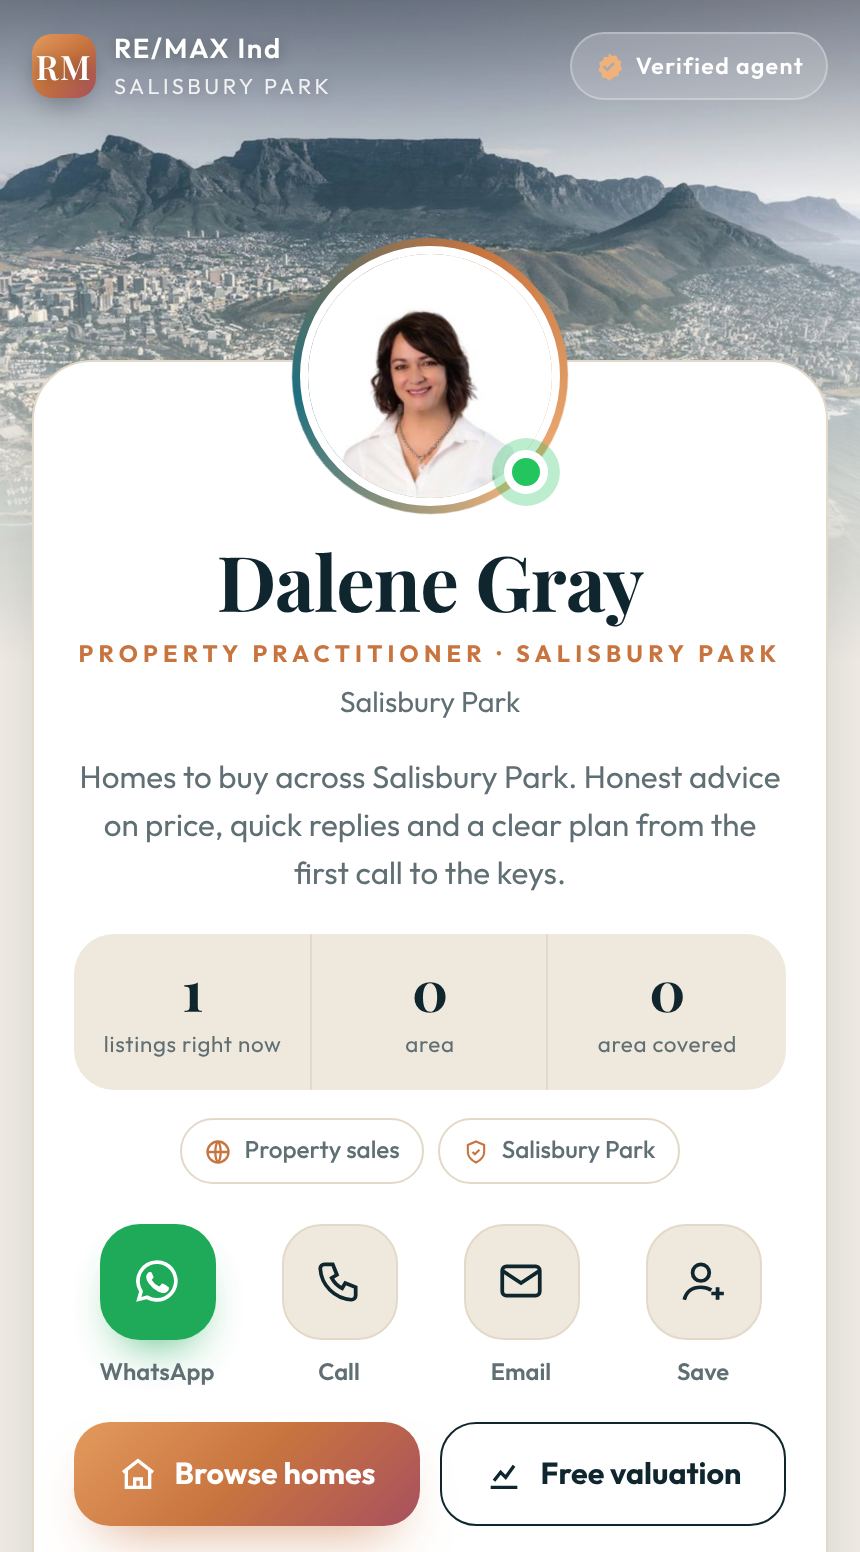 RM
RE/MAX Ind
SALISBURY PARK
Verified agent
Dalene Gray
PROPERTY PRACTITIONER · SALISBURY PARK
Salisbury Park
Homes to buy across Salisbury Park. Honest advice
on price, quick replies and a clear plan from the
first call to the keys.
1
listings right now
0
area
0
area covered
Property sales
Salisbury Park
WhatsApp
Call
Email
Save
Browse homes
Free valuation